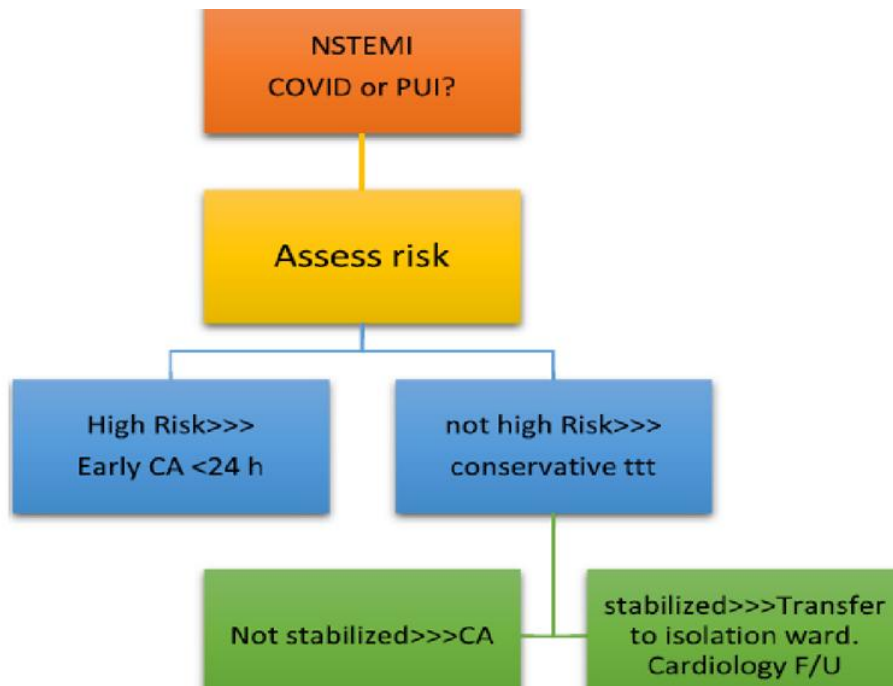 NSTEMI
COVID or PUI?
Assess risk
High Risk>>>
Early CA <24 h
not high Risk>>>
conservative ttt
Not stabilized>>>CA
stabilized>>>Transfer
to isolation ward.
Cardiology F/U